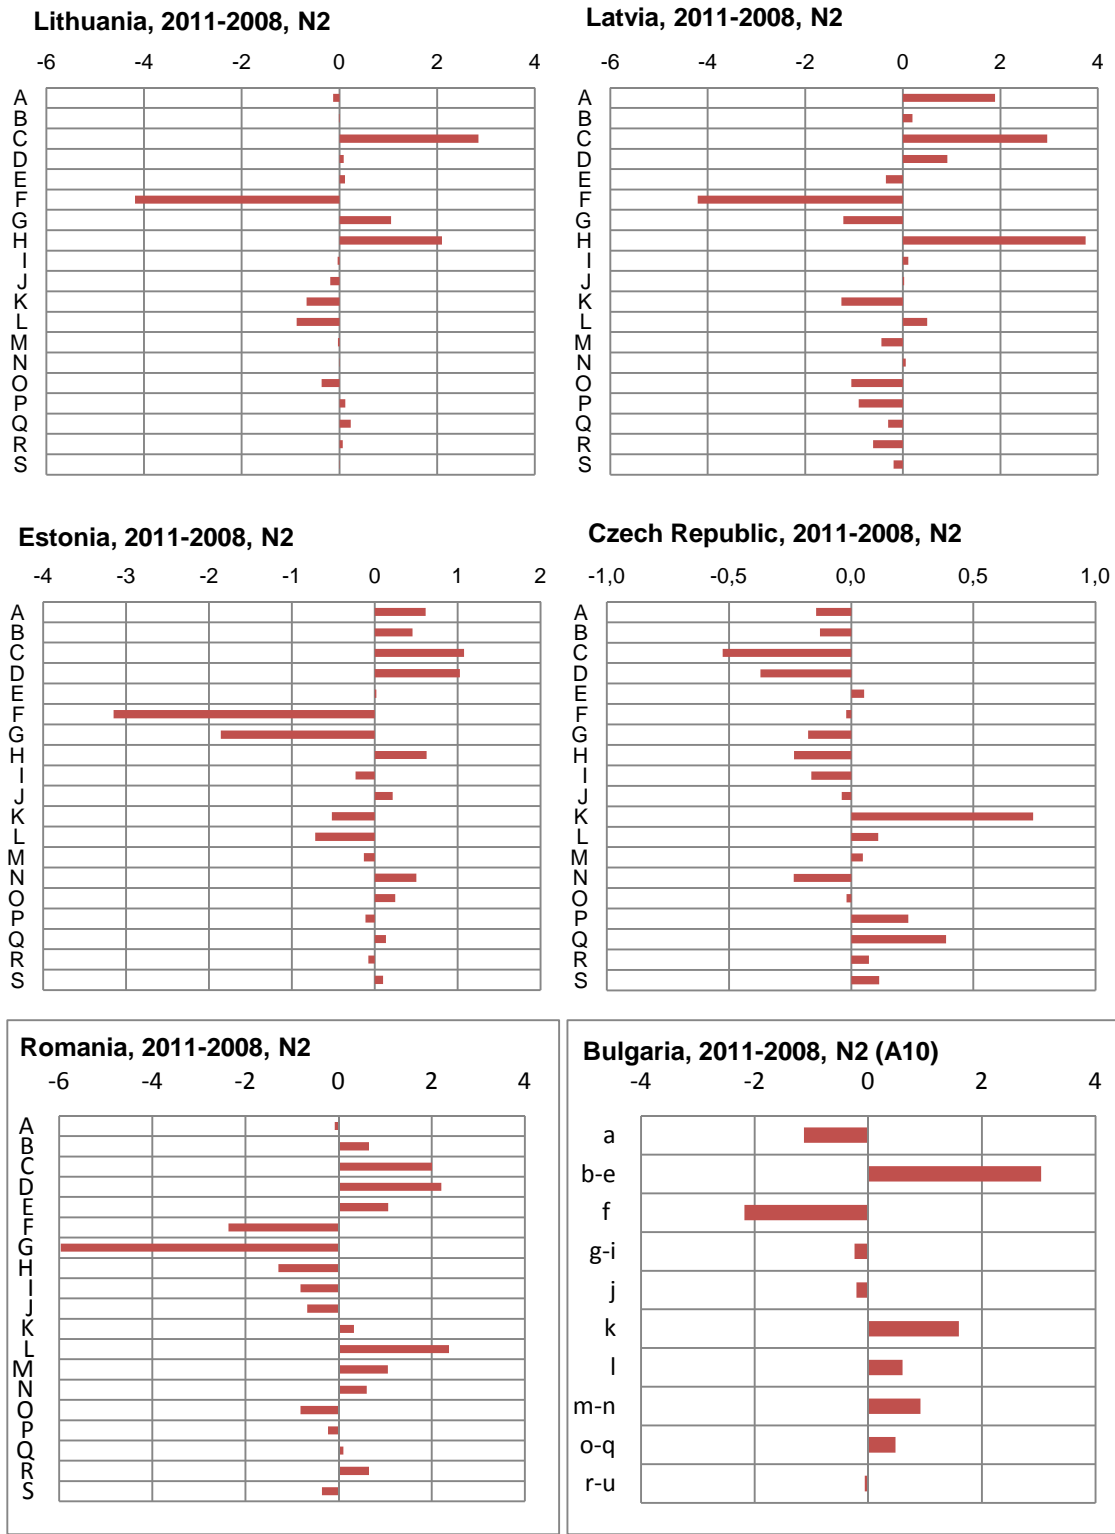 Lithuania, 2011-2008, N2
-6 -4 -2 0 2 4
A
B
C
D
E
F
G
H
I
J
K
L
M
N
O
P
Q
R
S
Latvia, 2011-2008, N2
-6 -4 -2 0 2 4
A
B
C
D
E
F
G
H
I
J
K
L
M
N
O
P
Q
R
S
Estonia, 2011-2008, N2
-4 -3 -2 -1 0 1 2
A
B
C
D
E
F
G
H
I
J
K
L
M
N
O
P
Q
R
S
Czech Republic, 2011-2008, N2
-1,0 -0,5 0,0 0,5 1,0
A
B
C
D
E
F
G
H
I
J
K
L
M
N
O
P
Q
R
S
Romania, 2011-2008, N2
-6 -4 -2 0 2 4
A
B
C
D
E
F
G
H
I
J
K
L
M
N
O
P
Q
R
S
Bulgaria, 2011-2008, N2 (A10)
-4 -2 0 2 4
a
b-e
f
g-i
j
k
l
m-n
o-q
r-u